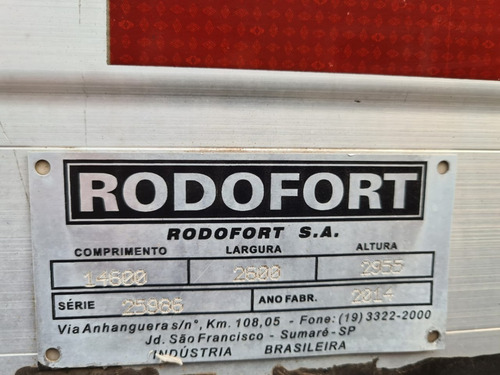 RODOFORT
RODOFORT S.A.
COMPRIMENTO LARGURA ALTURA
14600 2600 2955
SÉRIE 25966 ANO FABR. 2014
Via Anhanguera s/n°, Km. 108,05 - Fone: (19) 3322-2000
Jd. São Francisco - Sumaré-SP
INDÚSTRIA BRASILEIRA